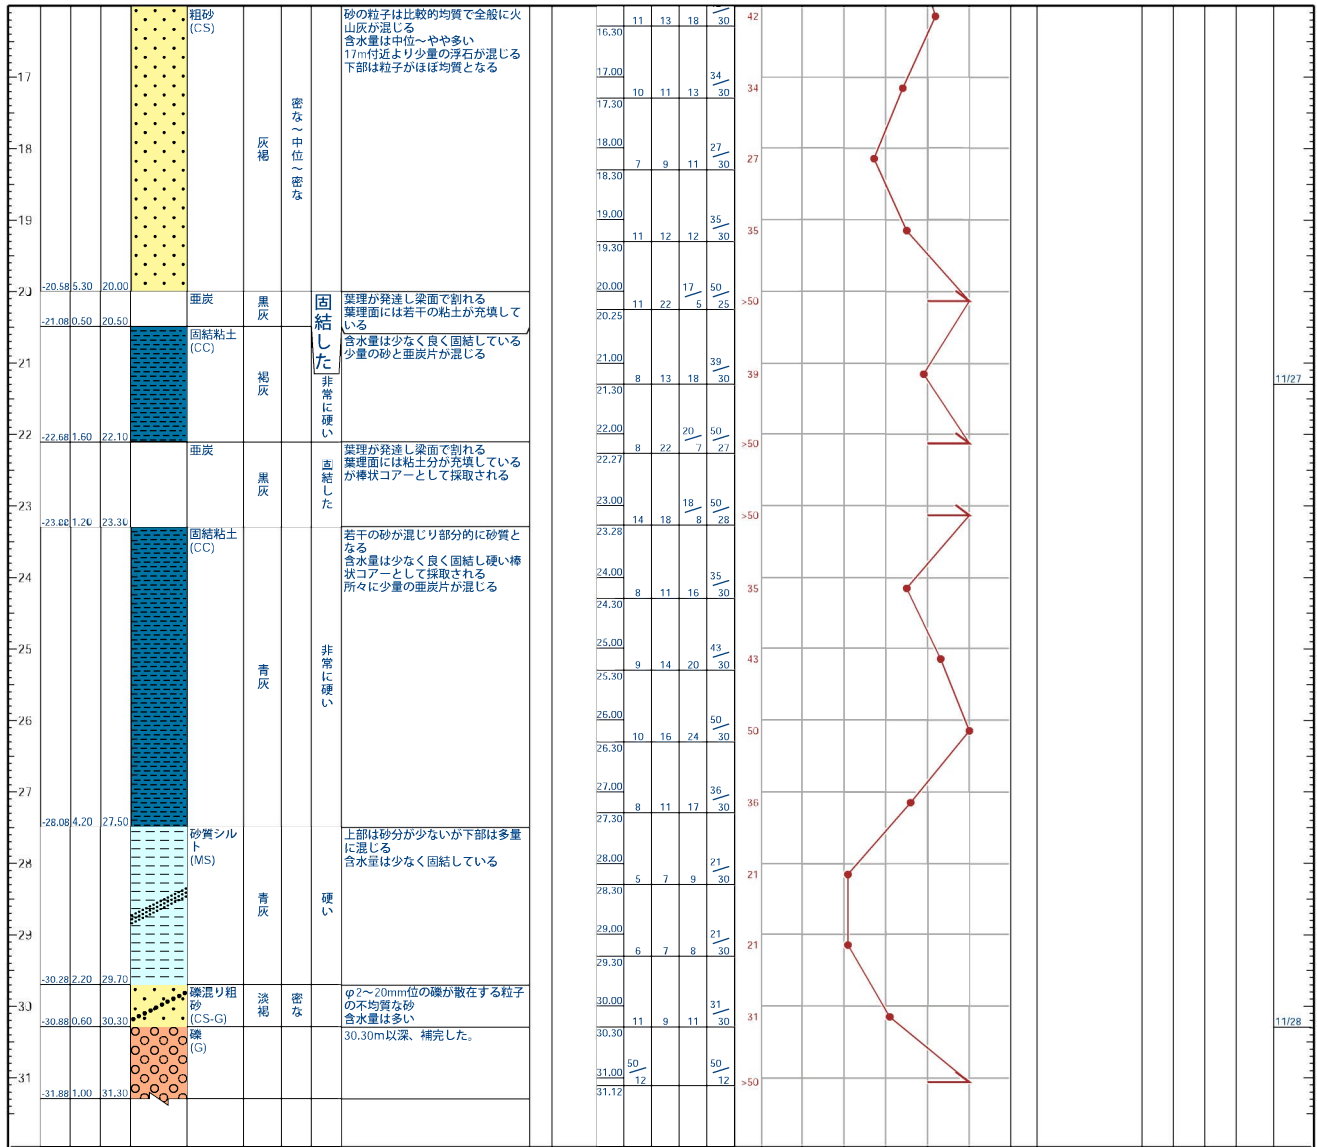 17
18
19
20
21
22
23
24
25
26
27
28
29
30
31
-20.58 5.30 20.00
-21.08 0.50 20.50
-22.68 1.60 22.10
1.20 23.30
-28.08 4.20 27.50
-30.28 2.20 29.70
-30.88 0.60 30.30
-31.88 1.00 31.30
粗砂
(CS)
灰褐
密な～中位～密な
砂の粒子は比較的均質で全般に火
山灰が混じる
含水量は中位～やや多い
17m付近より少量の浮石が混じる
下部は粒子がほぼ均質となる
亜炭
黒灰
固結した
葉理が発達し梁面で割れる
葉理面には若干の粘土が充填して
いる
固結粘土
(CC)
褐灰
非常に硬い
含水量は少なく良く固結している
少量の砂と亜炭片が混じる
亜炭
黒灰
固結した
葉理が発達し梁面で割れる
葉理面には粘土分が充填している
が棒状コアーとして採取される
固結粘土
(CC)
青灰
非常に硬い
若干の砂が混じり部分的に砂質と
なる
含水量は少なく良く固結し硬い棒
状コアーとして採取される
所々に少量の亜炭片が混じる
砂質シル
ト
(MS)
青灰
硬い
上部は砂分が少ないが下部は多量
に混じる
含水量は少なく固結している
礫混り粗
砂
(CS-G)
淡褐
密な
φ2～20mm位の礫が散在する粒子
の不均質な砂
含水量は多い
礫
(G)
30.30m以深、補完した。
11 13 18 30
16.30
42
17.00
10 11 13 34/30
17.30
34
18.00
7 9 11 27/30
18.30
27
19.00
11 12 12 35/30
19.30
35
20.00
11 22 17/5 50/25
20.25
>50
21.00
8 13 18 39/30
21.30
39
22.00
8 22 20/7 50/27
22.27
>50
23.00
14 18 18/8 50/28
23.28
>50
24.00
8 11 16 35/30
24.30
35
25.00
9 14 20 43/30
25.30
43
26.00
10 16 24 50/30
26.30
50
27.00
8 11 17 36/30
27.30
36
28.00
5 7 9 21/30
28.30
21
29.00
6 7 8 21/30
29.30
21
30.00
11 9 11 31/30
30.30
31
31.00
50/12 50/12
31.12
>50
11/27
11/28